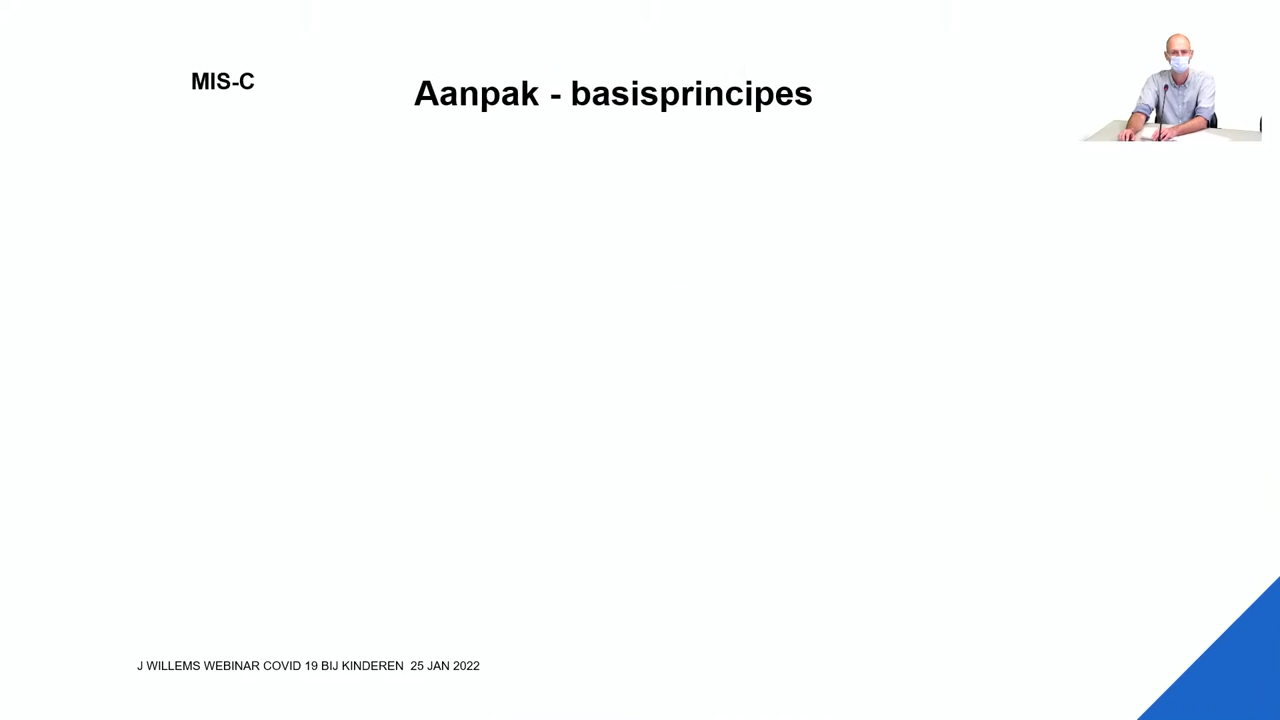 MIS-C
Aanpak - basisprincipes
J WILLEMS WEBINAR COVID 19 BIJ KINDEREN 25 JAN 2022